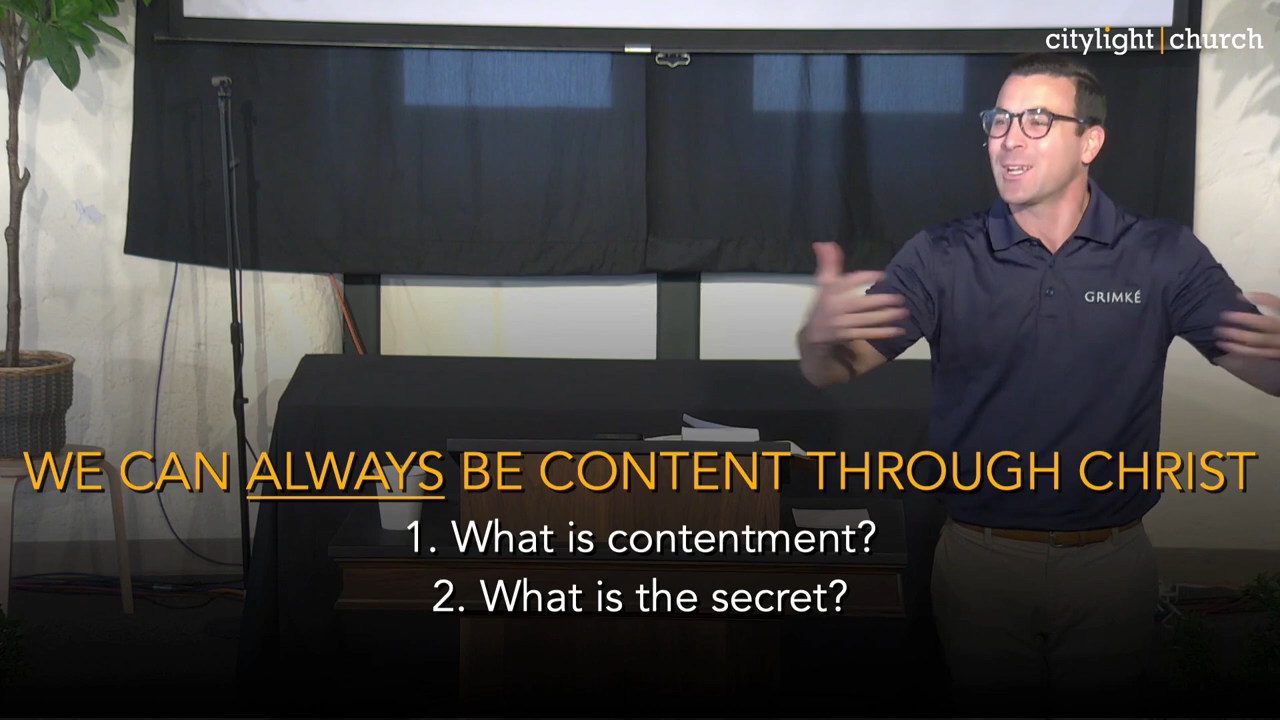 citylight|church
GRIMKÉ
WE CAN ALWAYS BE CONTENT THROUGH CHRIST
1. What is contentment?
2. What is the secret?